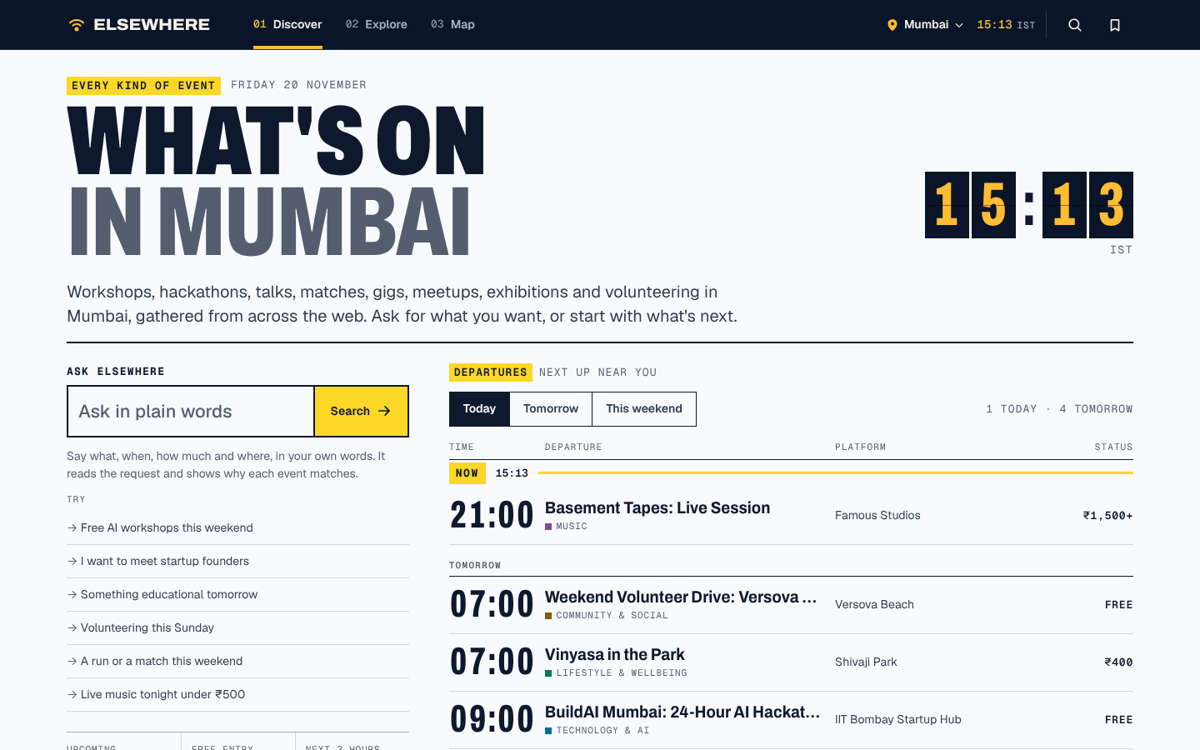 ELSEWHERE
01 Discover
02 Explore
03 Map
Mumbai
15:13 IST
EVERY KIND OF EVENT FRIDAY 20 NOVEMBER
WHAT'S ON
IN MUMBAI
15:13
IST
Workshops, hackathons, talks, matches, gigs, meetups, exhibitions and volunteering in
Mumbai, gathered from across the web. Ask for what you want, or start with what's next.
ASK ELSEWHERE
Ask in plain words
Search →
Say what, when, how much and where, in your own words. It
reads the request and shows why each event matches.
TRY
→ Free AI workshops this weekend
→ I want to meet startup founders
→ Something educational tomorrow
→ Volunteering this Sunday
→ A run or a match this weekend
→ Live music tonight under ₹500
UPCOMING
FREE ENTRY
NEXT 3 HOURS
DEPARTURES NEXT UP NEAR YOU
Today
Tomorrow
This weekend
1 TODAY · 4 TOMORROW
TIME DEPARTURE PLATFORM STATUS
NOW 15:13
21:00 Basement Tapes: Live Session Famous Studios ₹1,500+
MUSIC
TOMORROW
07:00 Weekend Volunteer Drive: Versova ... Versova Beach FREE
COMMUNITY & SOCIAL
07:00 Vinyasa in the Park Shivaji Park ₹400
LIFESTYLE & WELLBEING
09:00 BuildAI Mumbai: 24-Hour AI Hackat... IIT Bombay Startup Hub FREE
TECHNOLOGY & AI